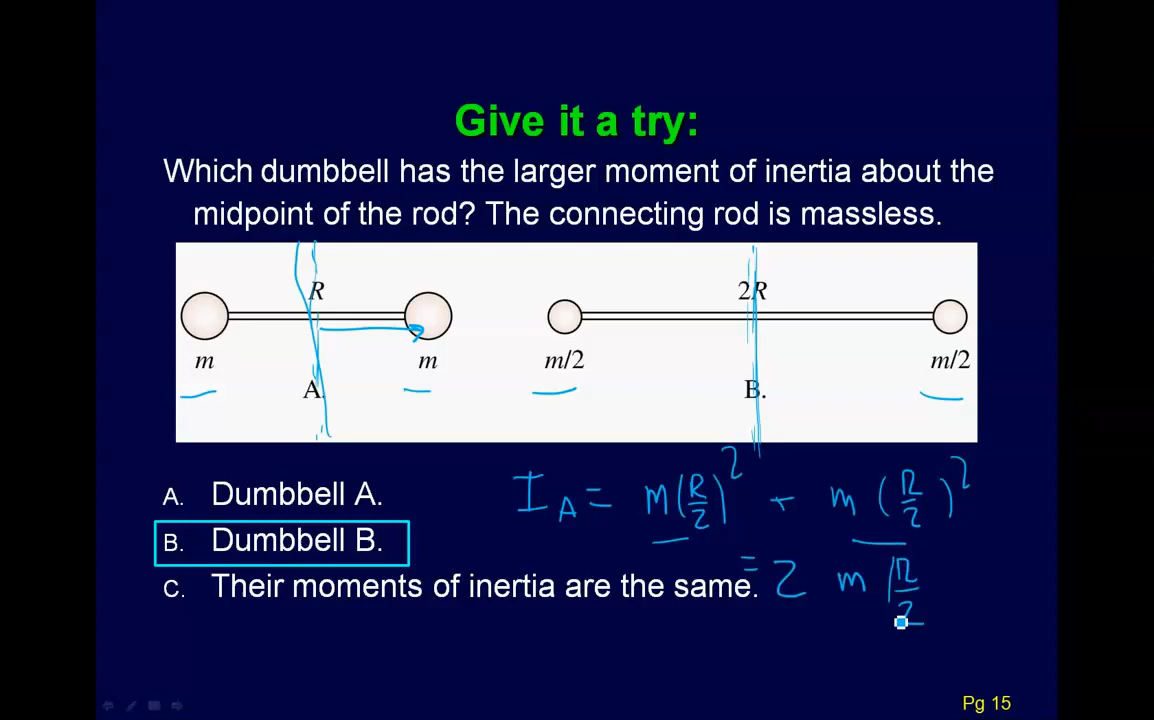 Give it a try:
Which dumbbell has the larger moment of inertia about the
midpoint of the rod? The connecting rod is massless.
R 2R
m m m/2 m/2
A. B.
A. Dumbbell A.
B. Dumbbell B.
C. Their moments of inertia are the same.
I_A = m(R/2)^2 + m(R/2)^2
= 2 m (R/2
Pg 15